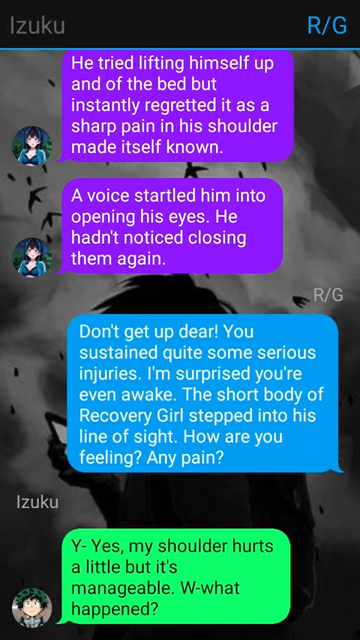 Izuku R/G
He tried lifting himself up
and of the bed but
instantly regretted it as a
sharp pain in his shoulder
made itself known.
A voice startled him into
opening his eyes. He
hadn't noticed closing
them again.
R/G
Don't get up dear! You
sustained quite some serious
injuries. I'm surprised you're
even awake. The short body of
Recovery Girl stepped into his
line of sight. How are you
feeling? Any pain?
Izuku
Y- Yes, my shoulder hurts
a little but it's
manageable. W-what
happened?